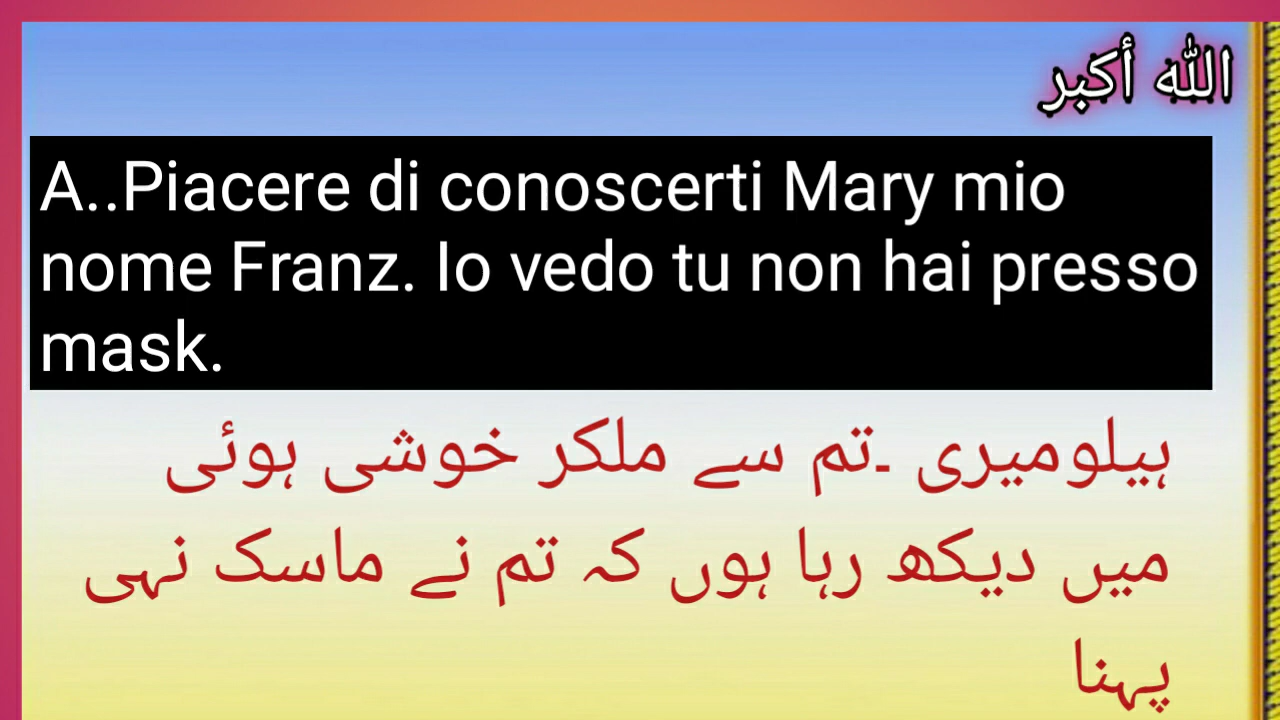 الله أكبر
A..Piacere di conoscerti Mary mio
nome Franz. Io vedo tu non hai presso
mask.
ہیلومیری ۔تم سے ملکر خوشی ہوئی
میں دیکھ رہا ہوں کہ تم نے ماسک نہی
پہنا